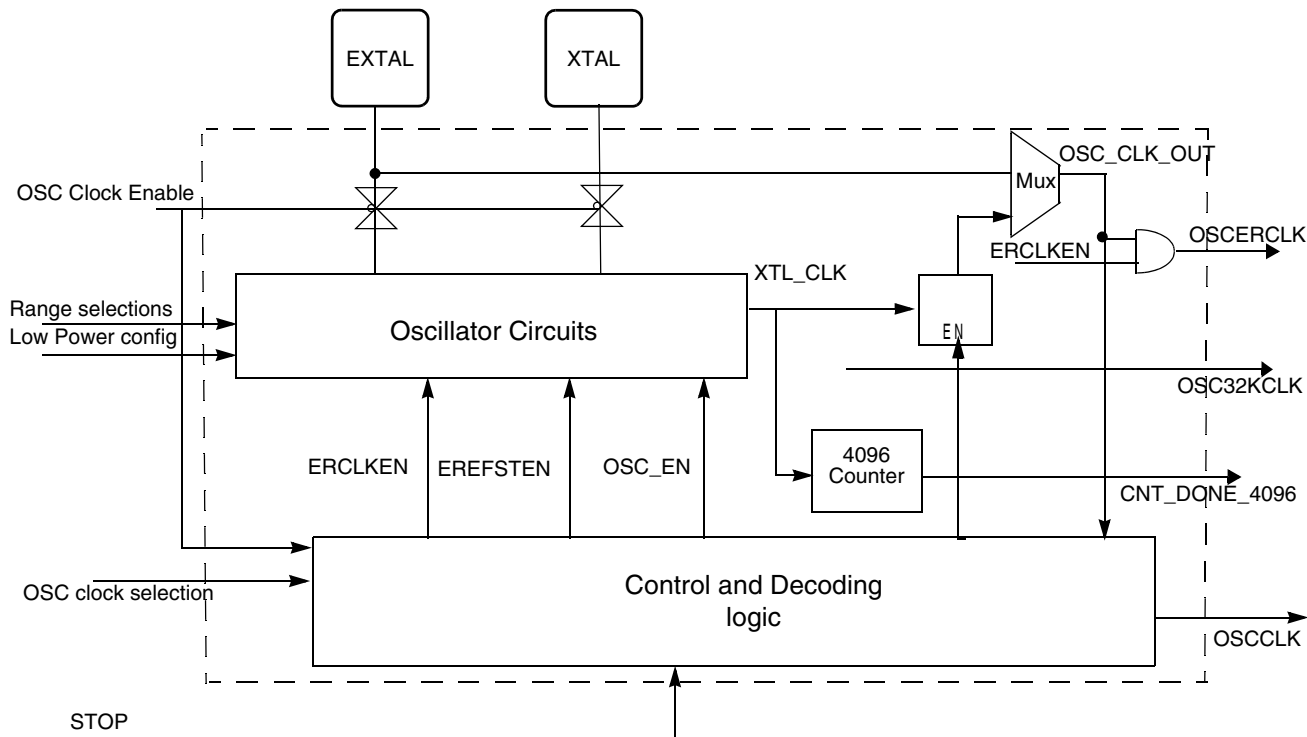 EXTAL
XTAL
OSC_CLK_OUT
Mux
OSC Clock Enable
OSCERCLK
ERCLKEN
XTL_CLK
Range selections
Low Power config
Oscillator Circuits
EN
OSC32KCLK
4096
Counter
ERCLKEN
EREFSTEN
OSC_EN
CNT_DONE_4096
Control and Decoding
logic
OSC clock selection
OSCCLK
STOP